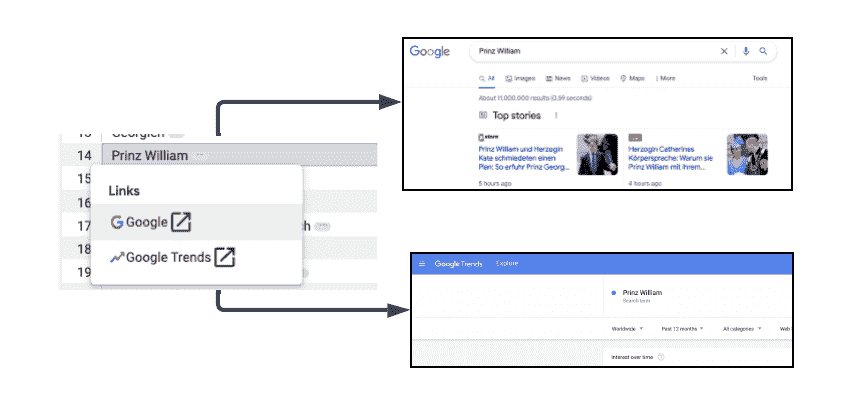 13 Georgien
14 Prinz William
15
16
17
18
19
Links
Google
Google Trends
Google
Prinz William
All Images News Videos Maps More Tools
About 11.000.000 results (0.59 seconds)
Top stories
Prinz William und Herzogin
Kate schmiedeten einen
Plan: So erfuhr Prinz Georg...
5 hours ago
Herzogin Catherines
Körpersprache: Warum sie
Prinz William mit ihrem...
4 hours ago
Google Trends Explore
Prinz William
Search term
Worldwide Past 12 months All categories Web
Interest over time